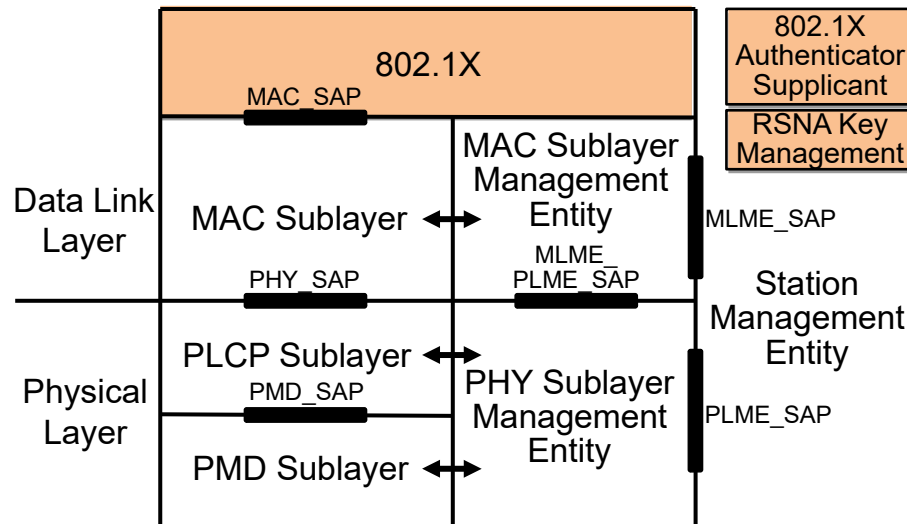 802.1X
MAC_SAP
802.1X
Authenticator
Supplicant
RSNA Key
Management
Data Link
Layer
MAC Sublayer
MAC Sublayer
Management
Entity
MLME_SAP
PHY_SAP
MLME_
PLME_SAP
Station
Management
Entity
Physical
Layer
PLCP Sublayer
PMD_SAP
PMD Sublayer
PHY Sublayer
Management
Entity
PLME_SAP